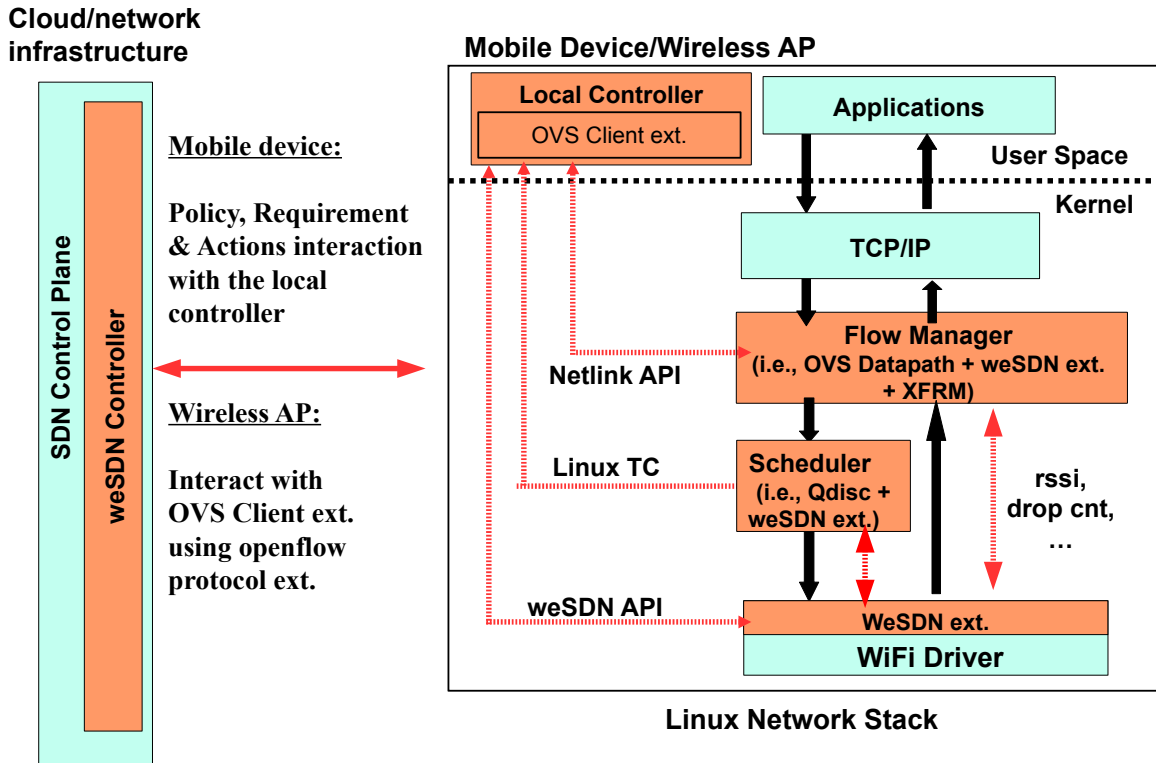 Cloud/network
infrastructure
SDN Control Plane
weSDN Controller
Mobile device:
Policy, Requirement
& Actions interaction
with the local
controller
Wireless AP:
Interact with
OVS Client ext.
using openflow
protocol ext.
Mobile Device/Wireless AP
Local Controller
OVS Client ext.
Applications
User Space
Kernel
TCP/IP
Flow Manager
(i.e., OVS Datapath + weSDN ext.
+ XFRM)
Netlink API
Linux TC
Scheduler
(i.e., Qdisc +
weSDN ext.)
rssi,
drop cnt,
…
weSDN API
WeSDN ext.
WiFi Driver
Linux Network Stack